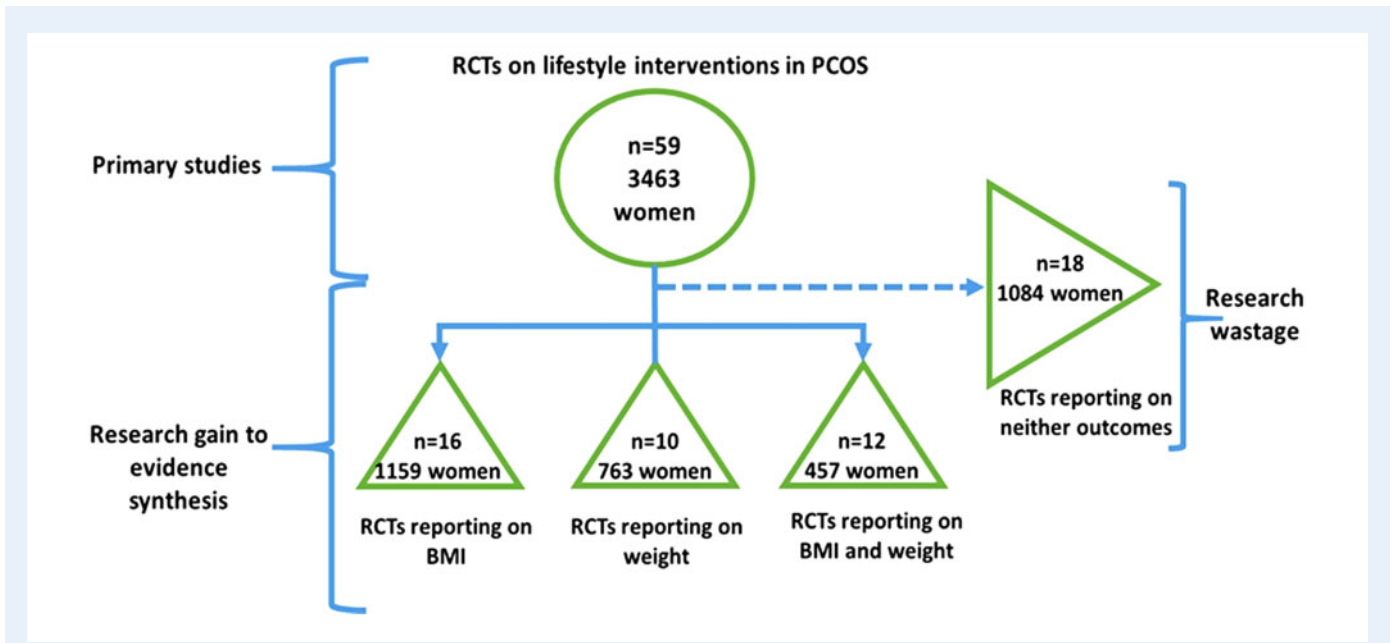 RCTs on lifestyle interventions in PCOS
Primary studies
n=59
3463
women
n=18
1084 women
Research
wastage
RCTs reporting on
neither outcomes
Research gain to
evidence
synthesis
n=16
1159 women
n=10
763 women
n=12
457 women
RCTs reporting on
BMI
RCTs reporting on
weight
RCTs reporting on
BMI and weight